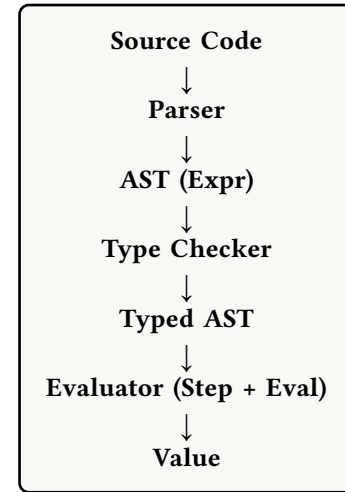 Source Code
↓
Parser
↓
AST (Expr)
↓
Type Checker
↓
Typed AST
↓
Evaluator (Step + Eval)
↓
Value